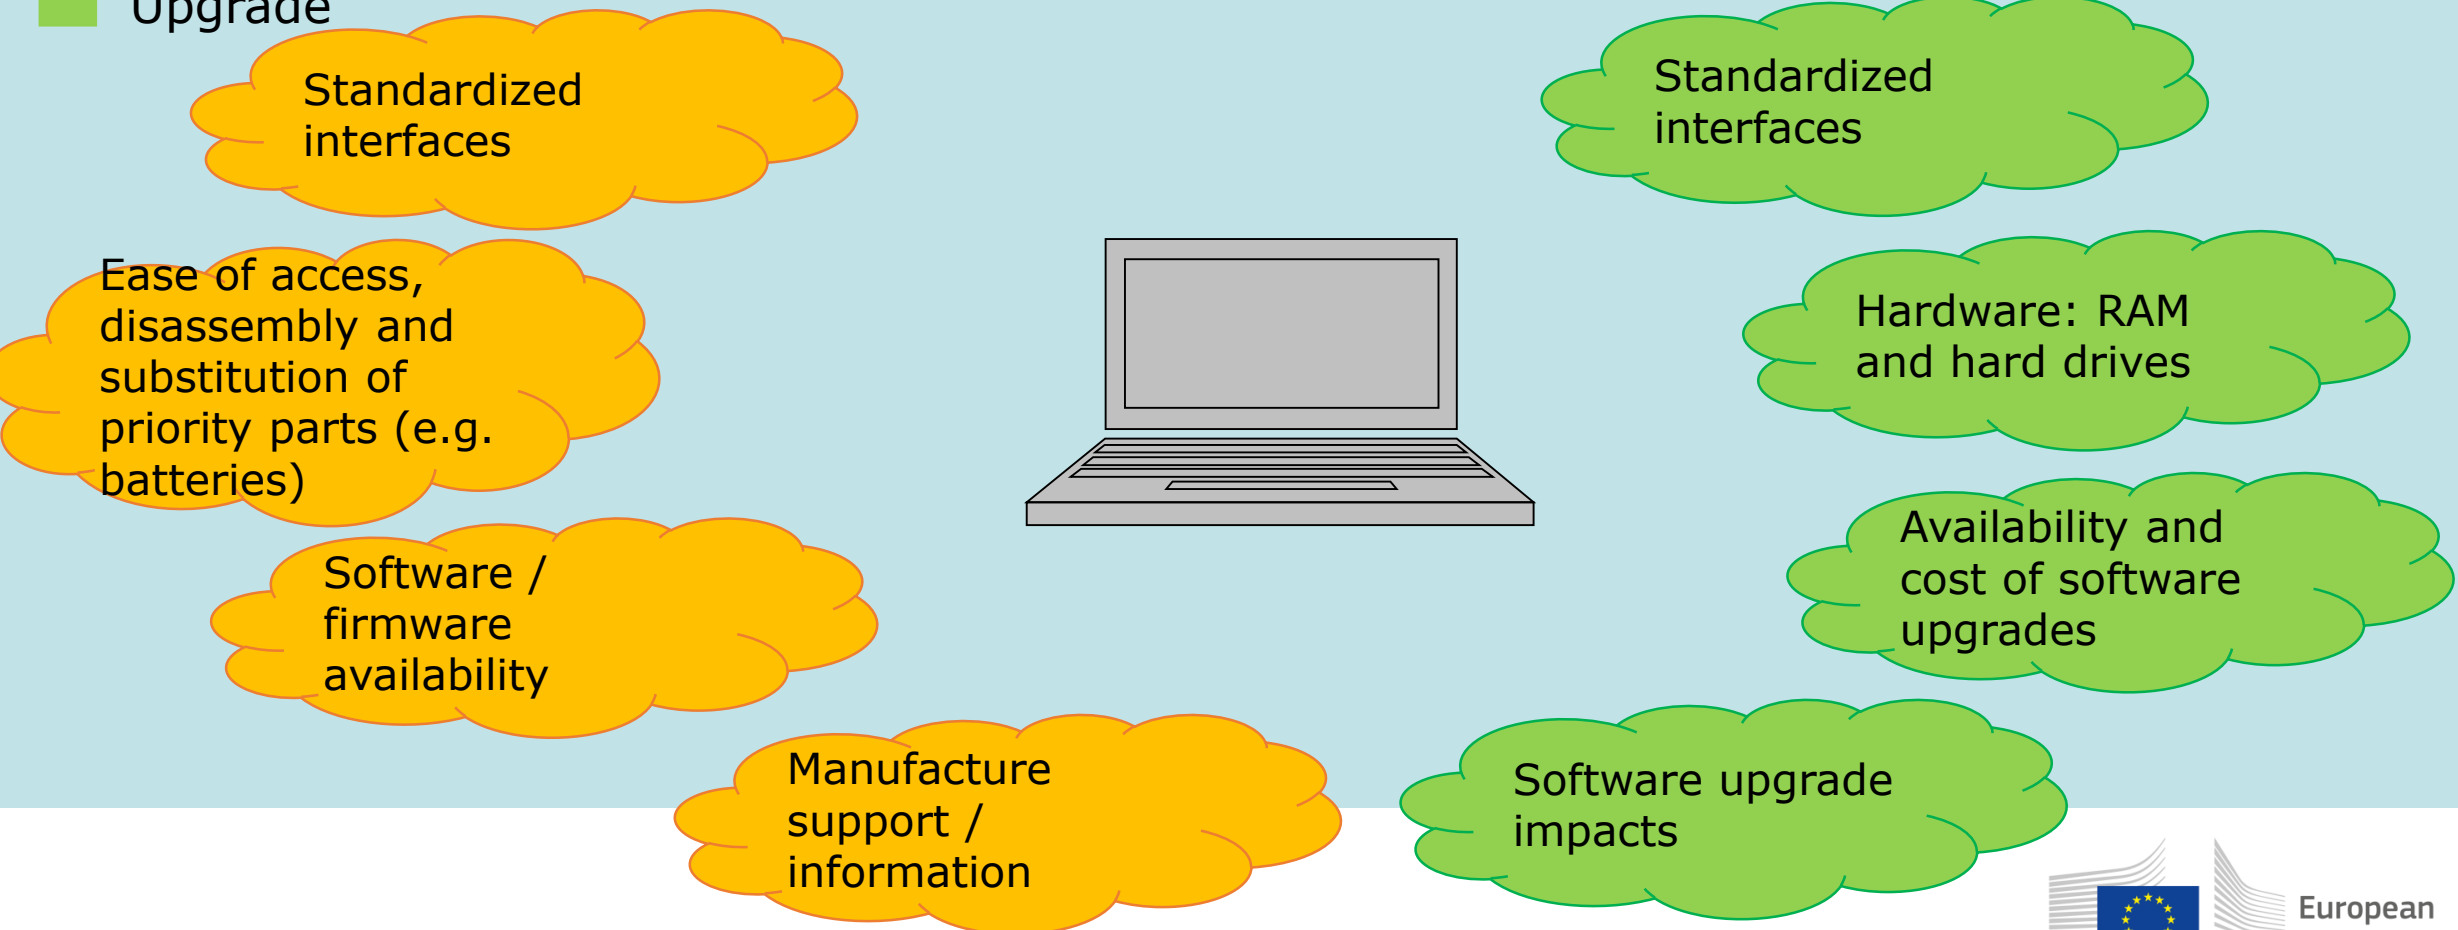 Upgrade
Standardized
interfaces
Ease of access,
disassembly and
substitution of
priority parts (e.g.
batteries)
Software /
firmware
availability
Manufacture
support /
information
Standardized
interfaces
Hardware: RAM
and hard drives
Availability and
cost of software
upgrades
Software upgrade
impacts
European